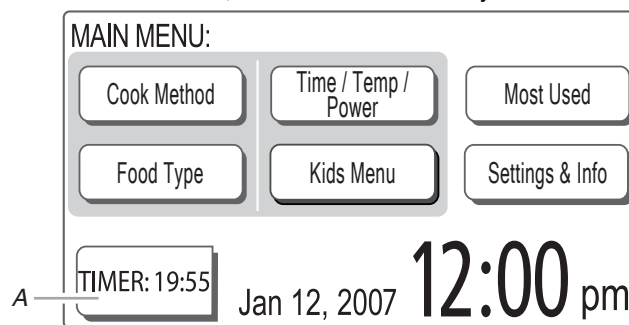 MAIN MENU:
Cook Method
Time / Temp /
Power
Most Used
Food Type
Kids Menu
Settings & Info
A
TIMER: 19:55
Jan 12, 2007 12:00 pm